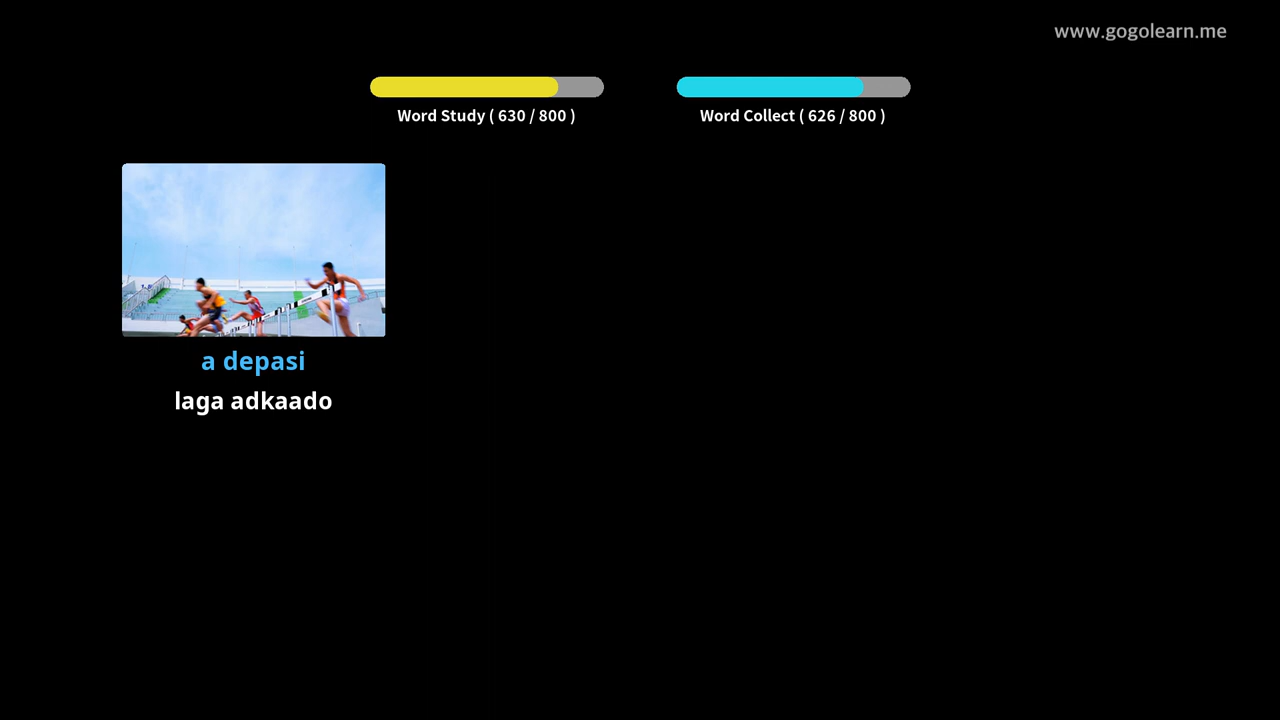 www.gogolearn.me
Word Study ( 630 / 800 )
Word Collect ( 626 / 800 )
a depasi
laga adkaado